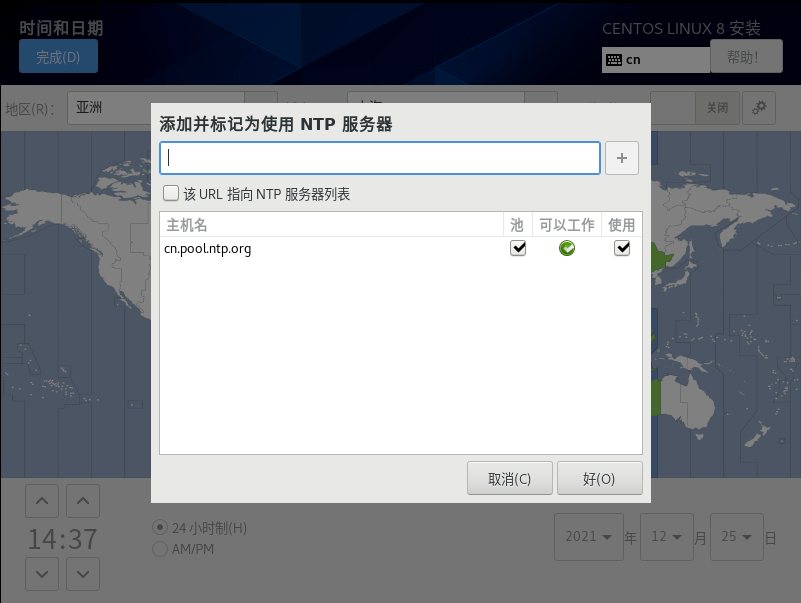 时间和日期
CENTOS LINUX 8 安装
完成(D)
cn
帮助!
地区(R):
亚洲
关闭
添加并标记为使用 NTP 服务器
该 URL 指向 NTP 服务器列表
主机名 池 可以工作 使用
cn.pool.ntp.org
取消(C) 好(O)
14:37
24 小时制(H)
AM/PM
2021 年 12 月 25 日